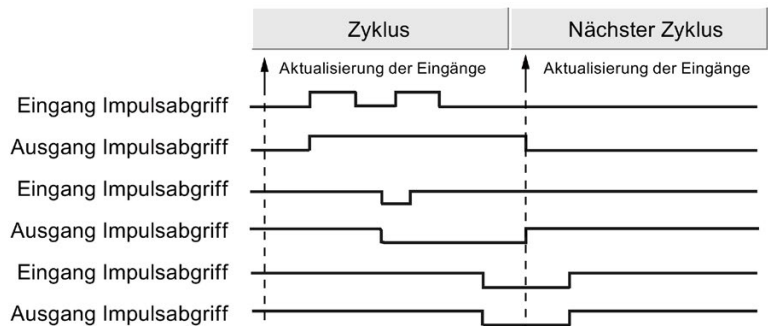 Zyklus
Nächster Zyklus
Aktualisierung der Eingänge
Aktualisierung der Eingänge
Eingang Impulsabgriff
Ausgang Impulsabgriff
Eingang Impulsabgriff
Ausgang Impulsabgriff
Eingang Impulsabgriff
Ausgang Impulsabgriff